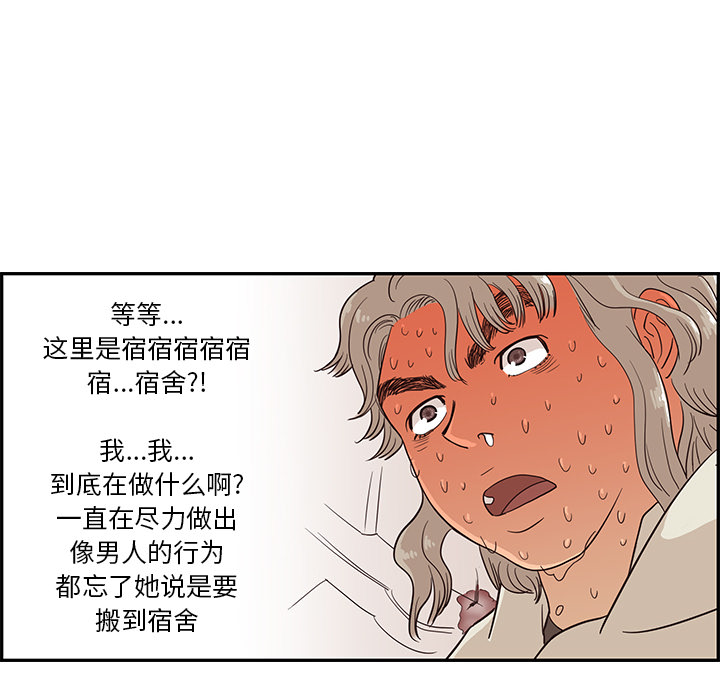 等等...
这里是宿宿宿宿宿
宿...宿舍?!
我...我...
到底在做什么啊?
一直在尽力做出
像男人的行为
都忘了她说是要
搬到宿舍